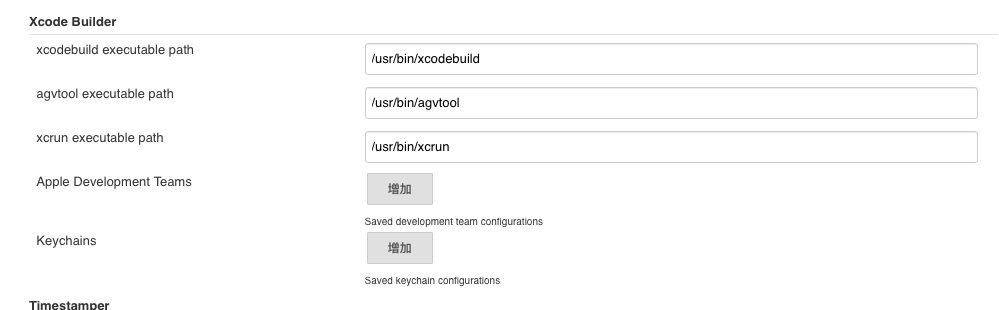 Xcode Builder
xcodebuild executable path
/usr/bin/xcodebuild
agvtool executable path
/usr/bin/agvtool
xcrun executable path
/usr/bin/xcrun
Apple Development Teams
增加
Saved development team configurations
Keychains
增加
Saved keychain configurations
Timestamper